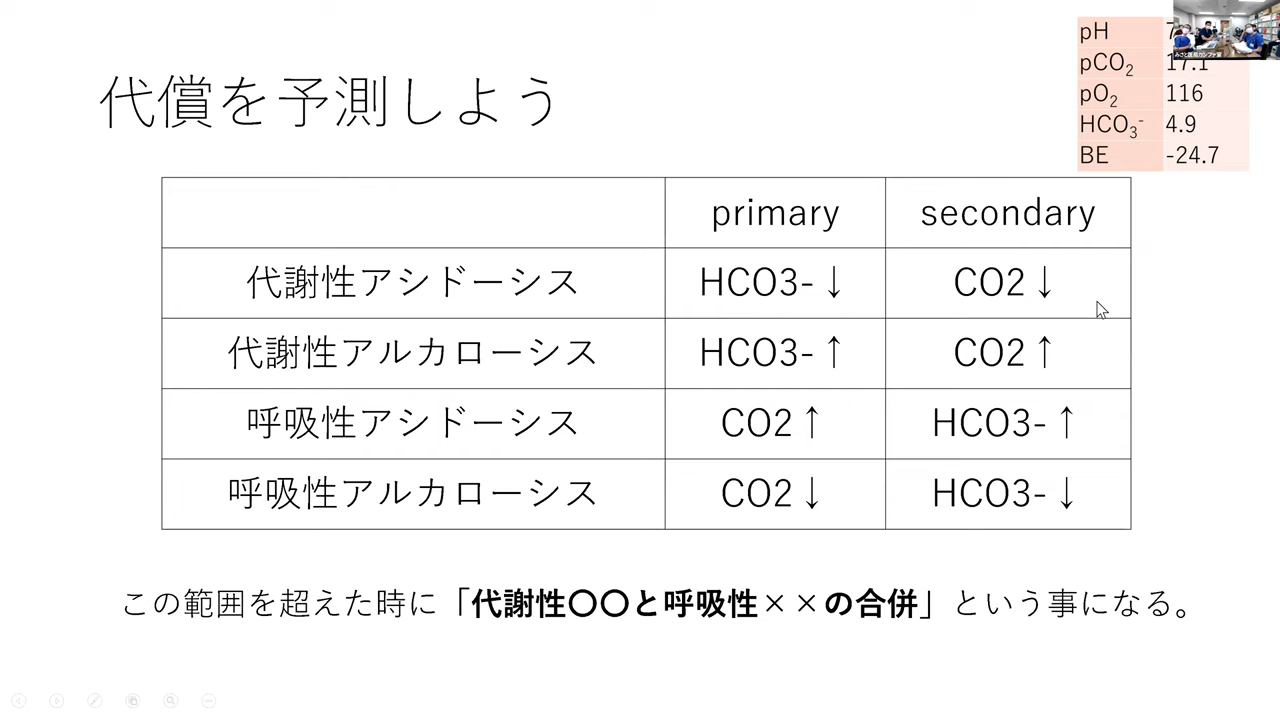 代償を予測しよう
pH 7
pCO₂ 17.1
pO₂ 116
HCO₃⁻ 4.9
BE -24.7
primary secondary
代謝性アシドーシス HCO3-↓ CO2↓
代謝性アルカローシス HCO3-↑ CO2↑
呼吸性アシドーシス CO2↑ HCO3-↑
呼吸性アルカローシス CO2↓ HCO3-↓
この範囲を超えた時に「代謝性〇〇と呼吸性××の合併」という事になる。